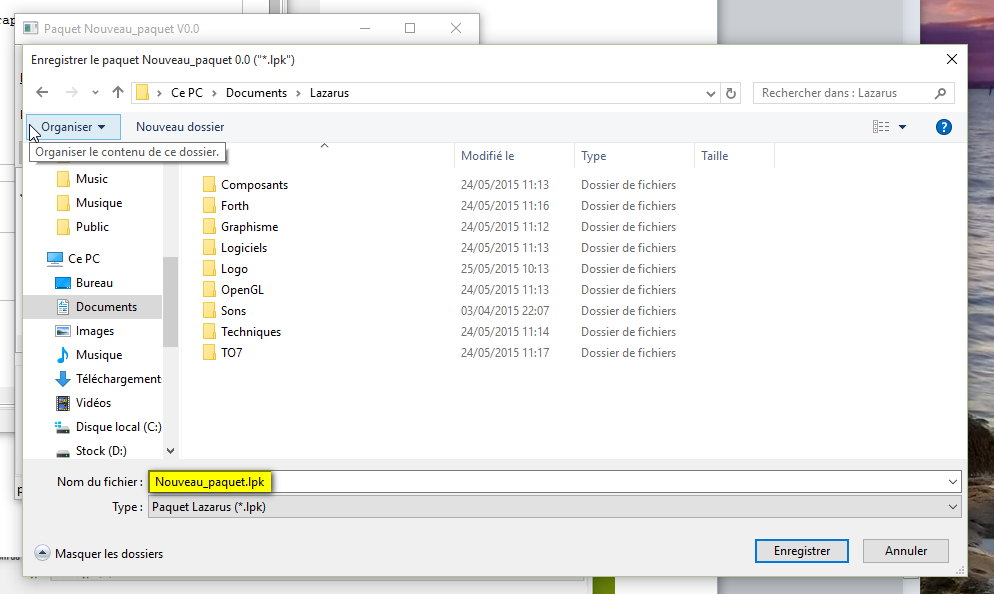 Paquet Nouveau_paquet V0.0
Enregistrer le paquet Nouveau_paquet 0.0 ("*.lpk")
Ce PC > Documents > Lazarus
Rechercher dans : Lazarus
Organiser
Nouveau dossier
?
Organiser le contenu de ce dossier.
Modifié le Type Taille
Music
Musique
Public
Ce PC
Bureau
Documents
Images
Musique
Téléchargement
Vidéos
Disque local (C:)
Stock (D:)
Composants 24/05/2015 11:13 Dossier de fichiers
Forth 24/05/2015 11:16 Dossier de fichiers
Graphisme 24/05/2015 11:12 Dossier de fichiers
Logiciels 24/05/2015 11:13 Dossier de fichiers
Logo 25/05/2015 10:13 Dossier de fichiers
OpenGL 24/05/2015 11:13 Dossier de fichiers
Sons 03/04/2015 22:07 Dossier de fichiers
Techniques 24/05/2015 11:14 Dossier de fichiers
TO7 24/05/2015 11:17 Dossier de fichiers
Nom du fichier : Nouveau_paquet.lpk
Type : Paquet Lazarus (*.lpk)
Masquer les dossiers
Enregistrer
Annuler